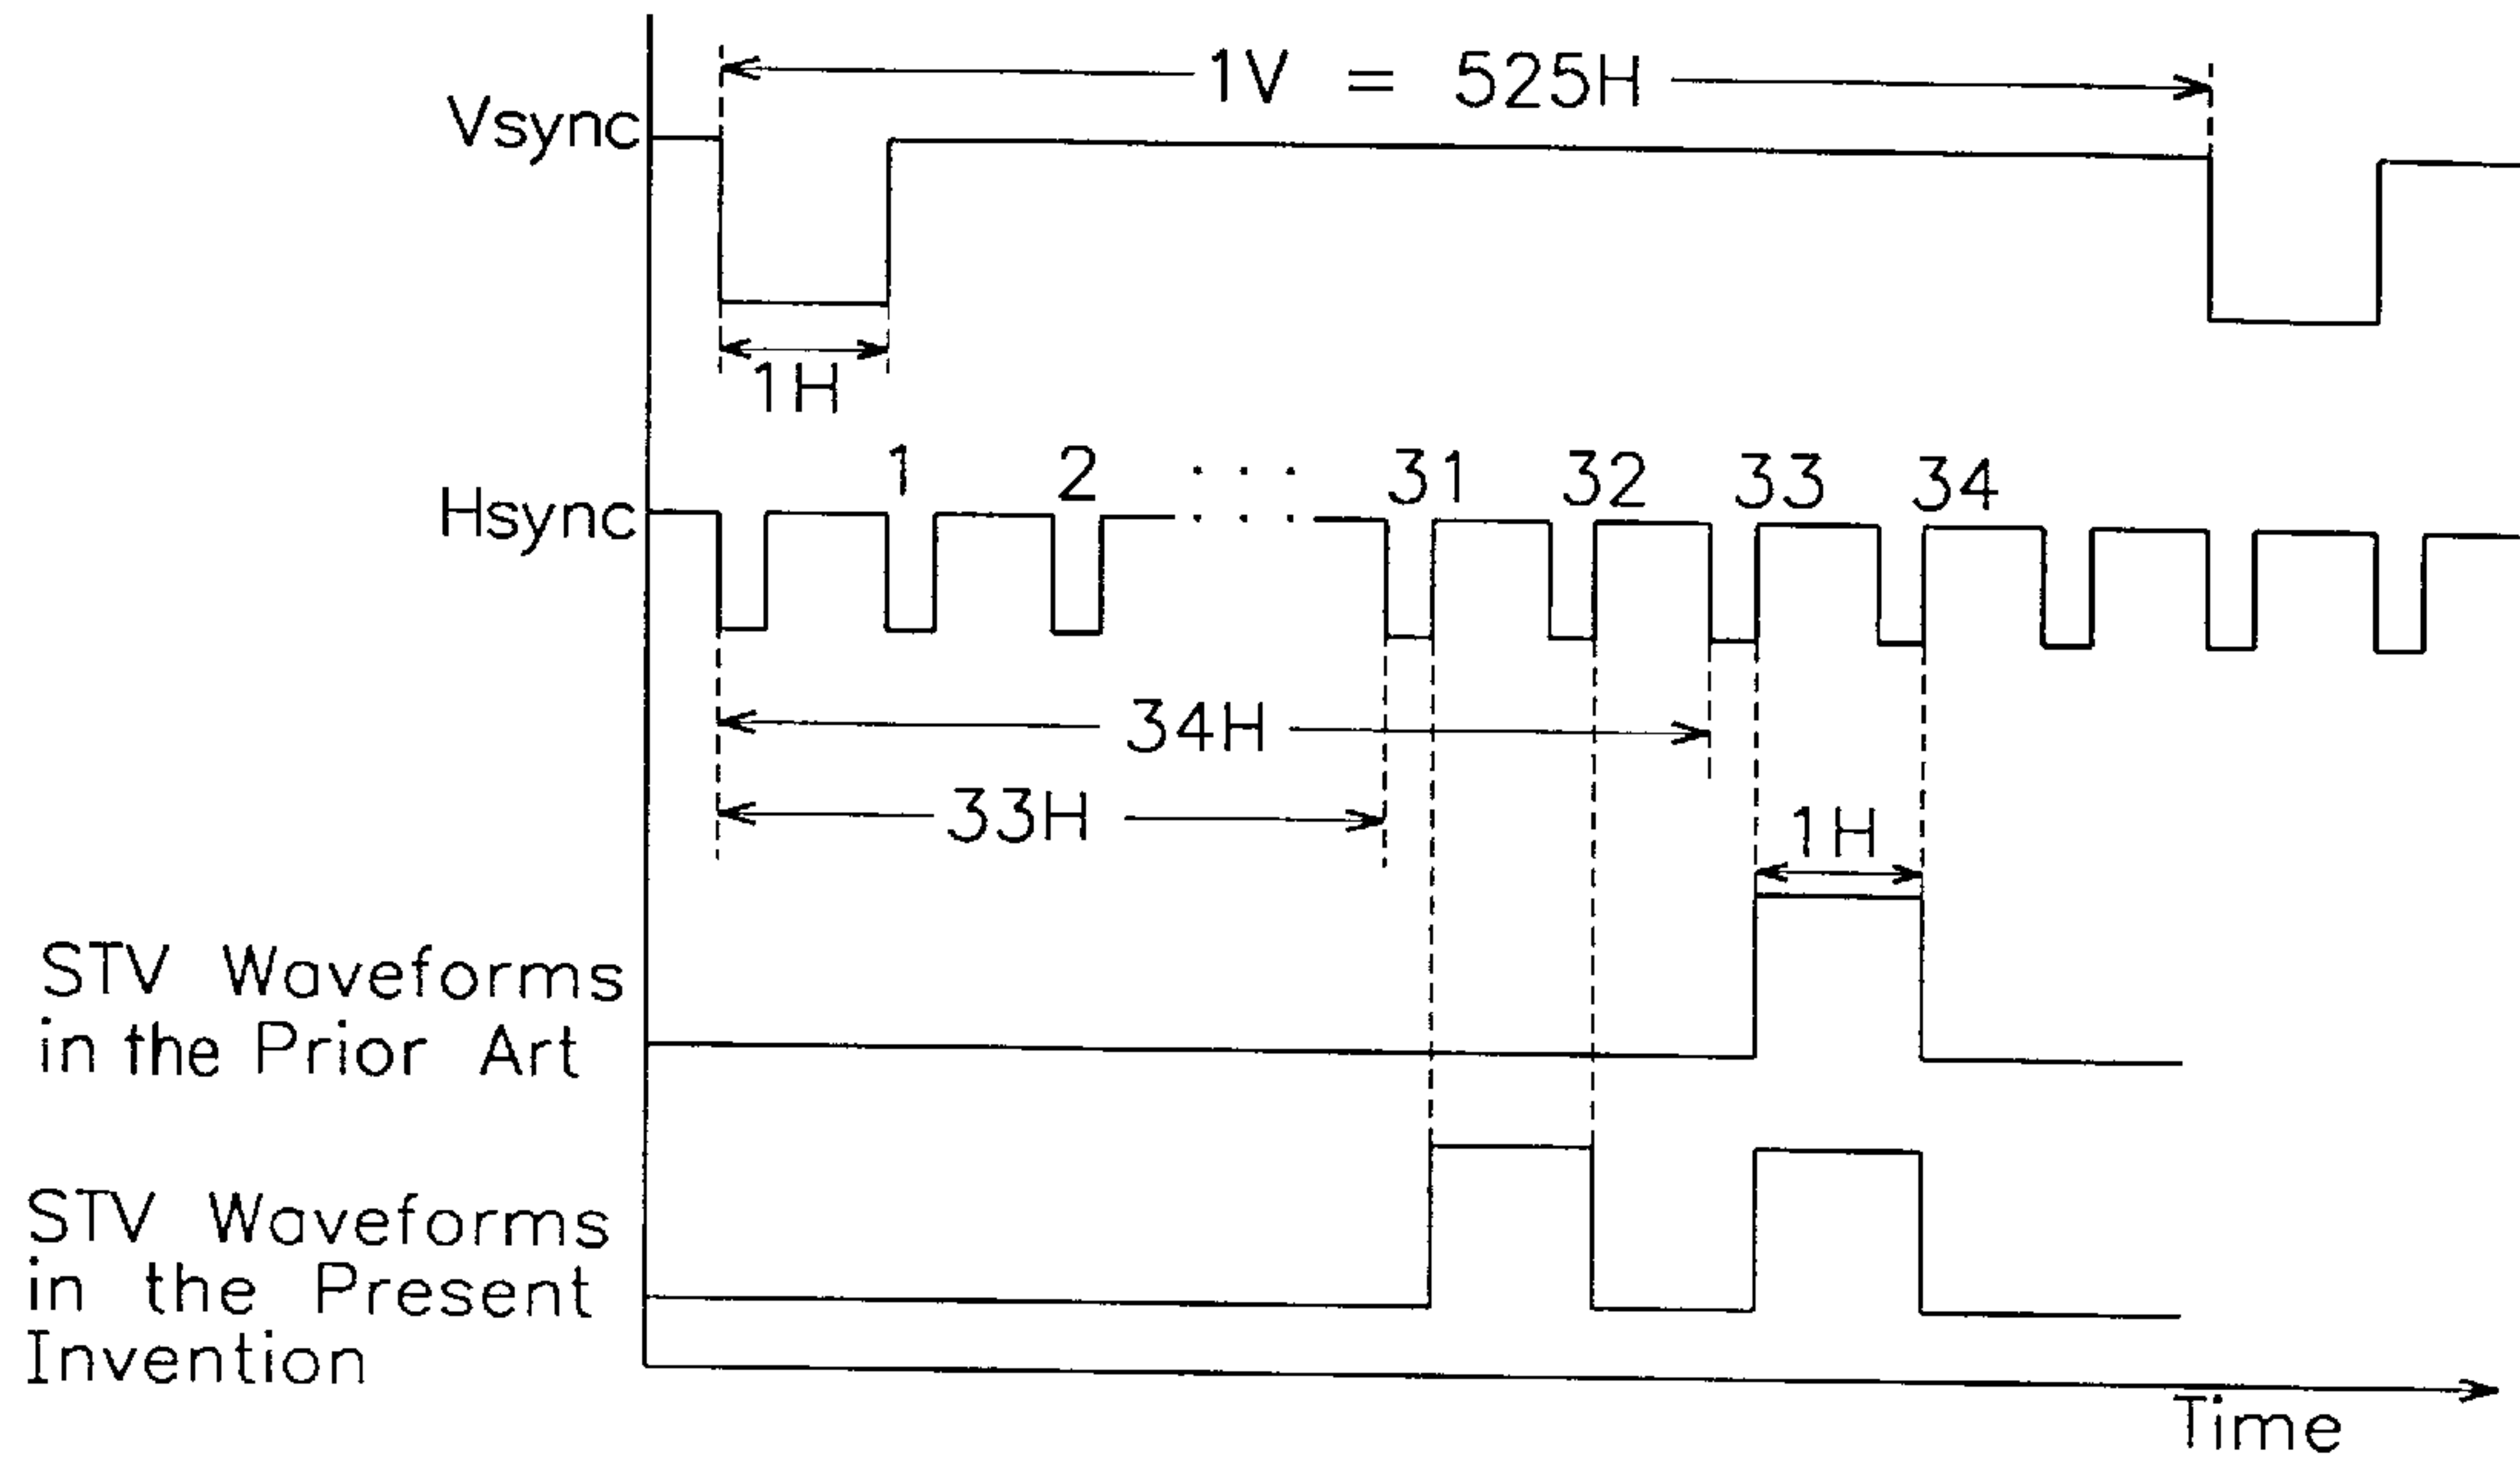 1V = 525H
Vsync
1H
1 2 ... 31 32 33 34
Hsync
34H
33H
1H
STV Waveforms
in the Prior Art
STV Waveforms
in the Present
Invention
Time